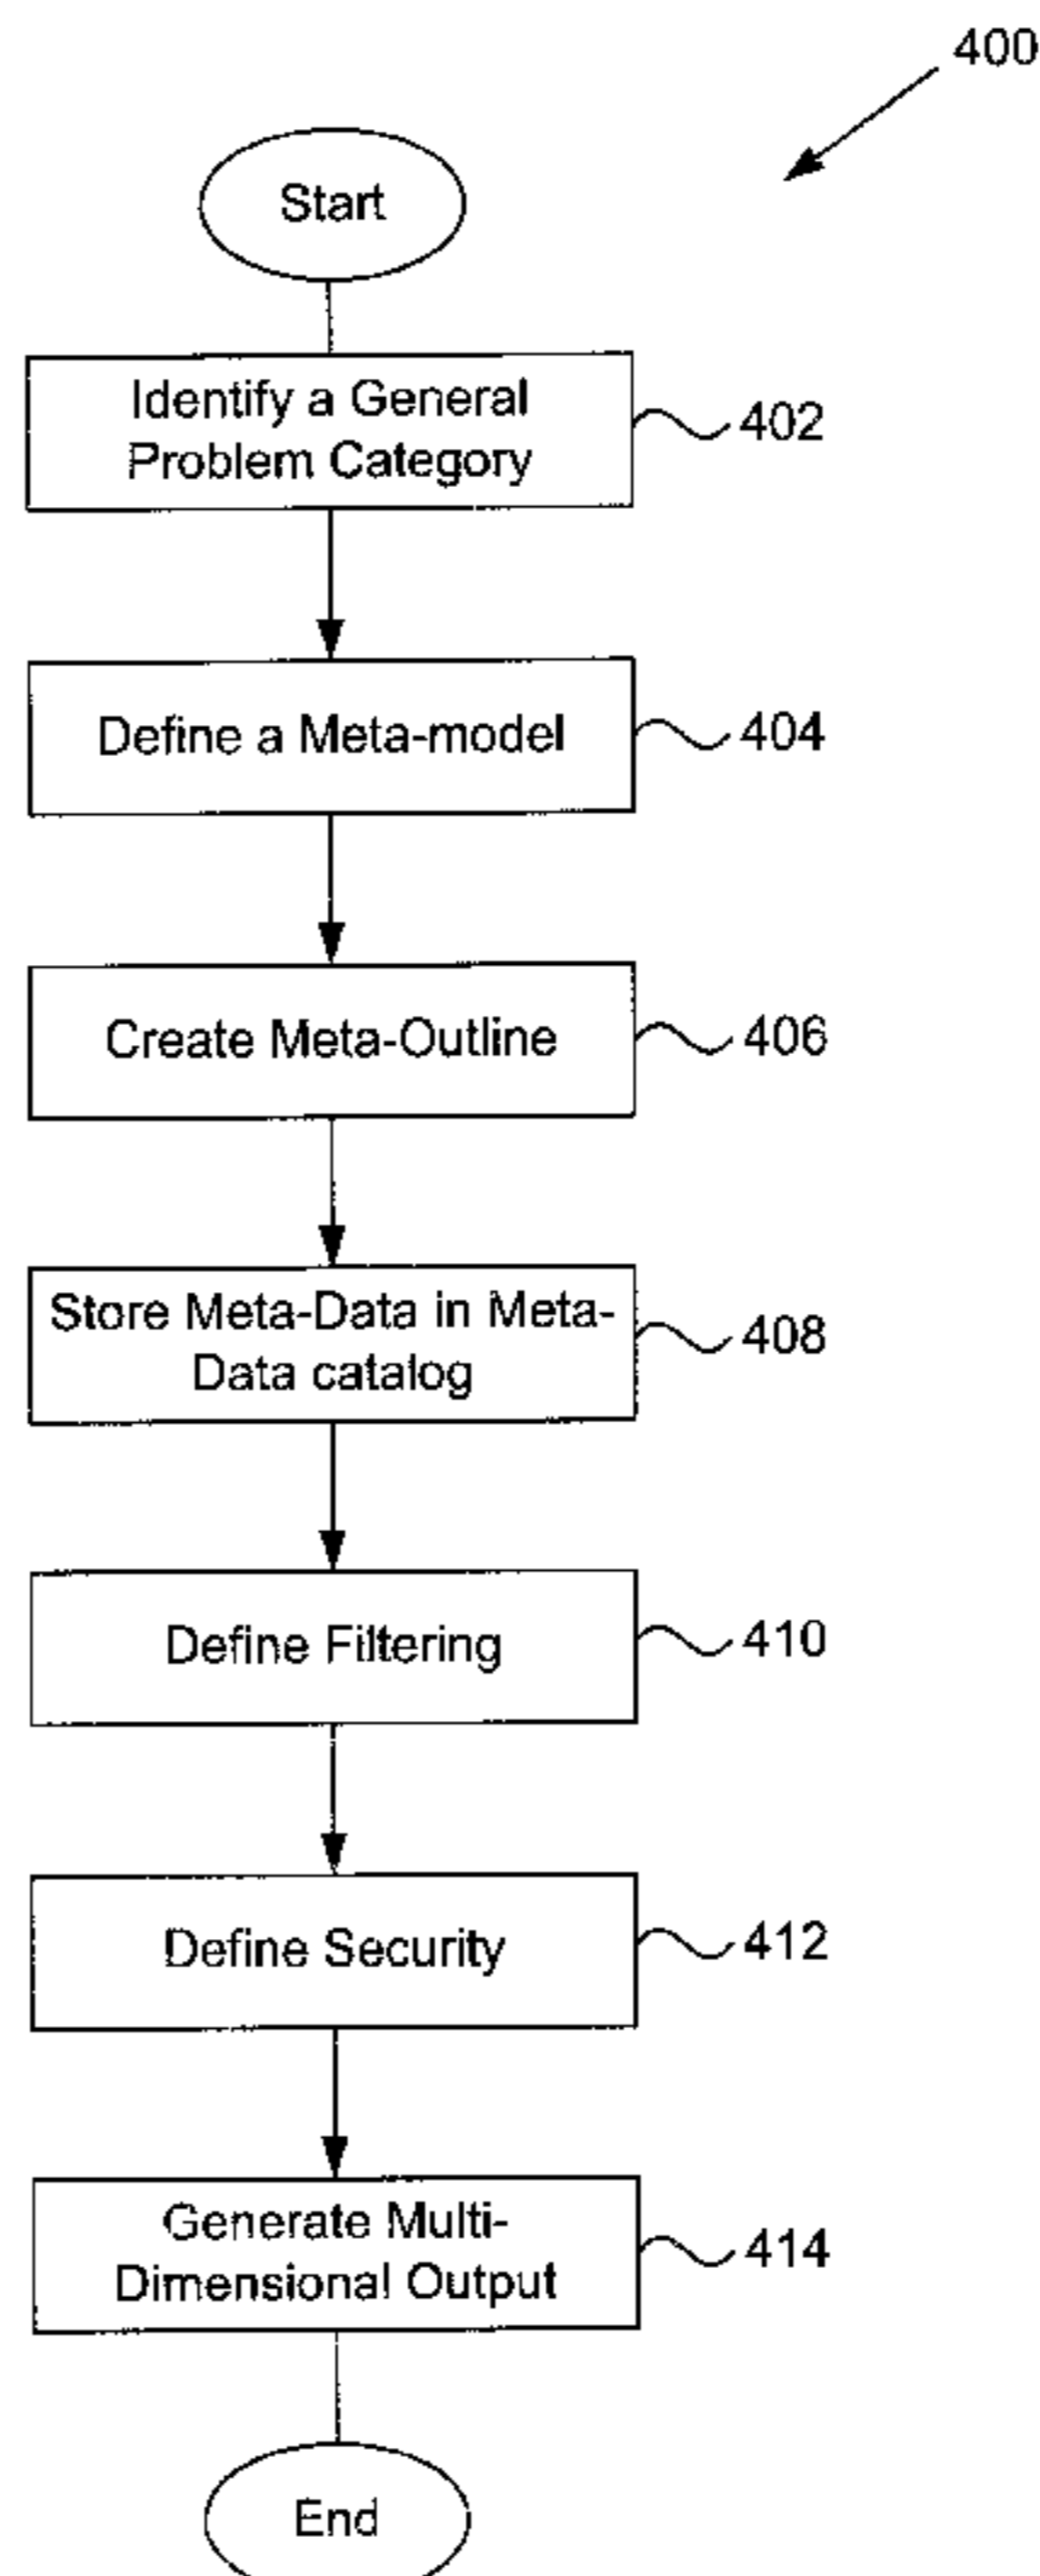 400
Start
Identify a General
Problem Category
402
Define a Meta-model
404
Create Meta-Outline
406
Store Meta-Data in Meta-
Data catalog
408
Define Filtering
410
Define Security
412
Generate Multi-
Dimensional Output
414
End